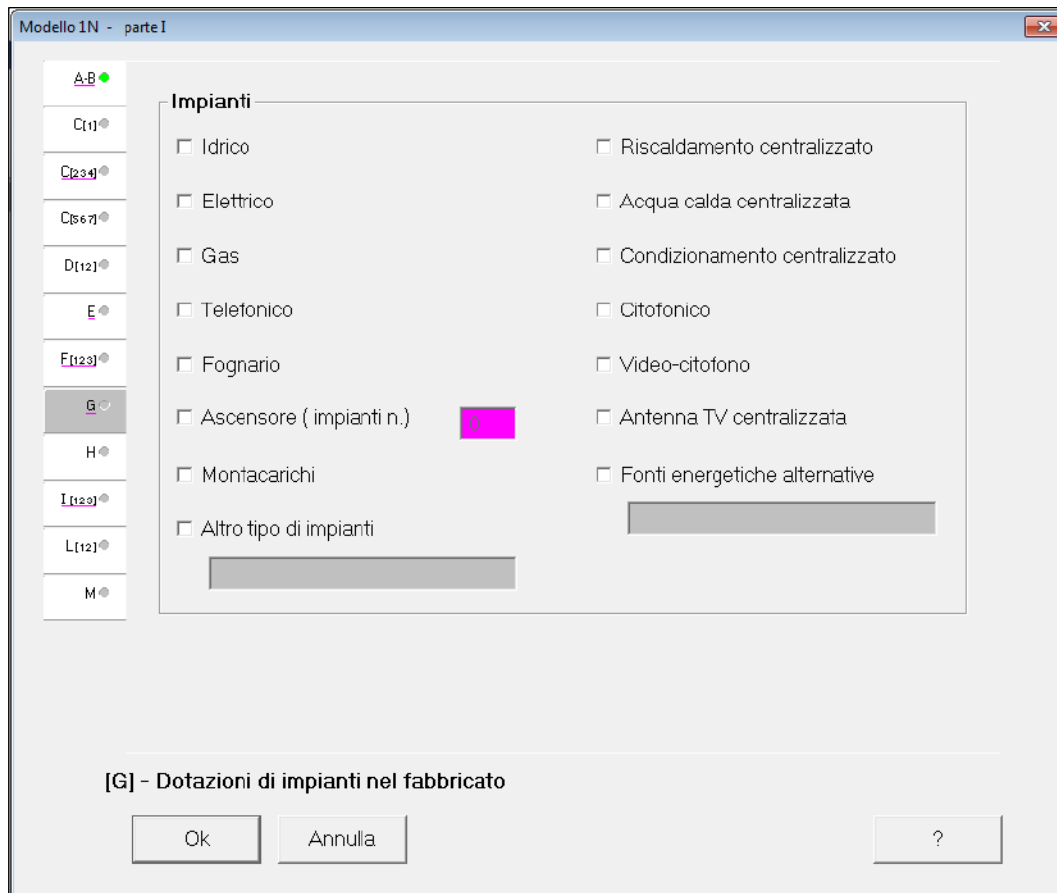 Modello 1N - parte I
A-B
C[1]
C[234]
C[567]
D[12]
E
F[123]
G
H
I[123]
L[12]
M
Impianti
Idrico
Elettrico
Gas
Telefonico
Fognario
Ascensore ( impianti n.) 0
Montacarichi
Altro tipo di impianti
Riscaldamento centralizzato
Acqua calda centralizzata
Condizionamento centralizzato
Citofonico
Video-citofono
Antenna TV centralizzata
Fonti energetiche alternative
[G] - Dotazioni di impianti nel fabbricato
Ok Annulla ?